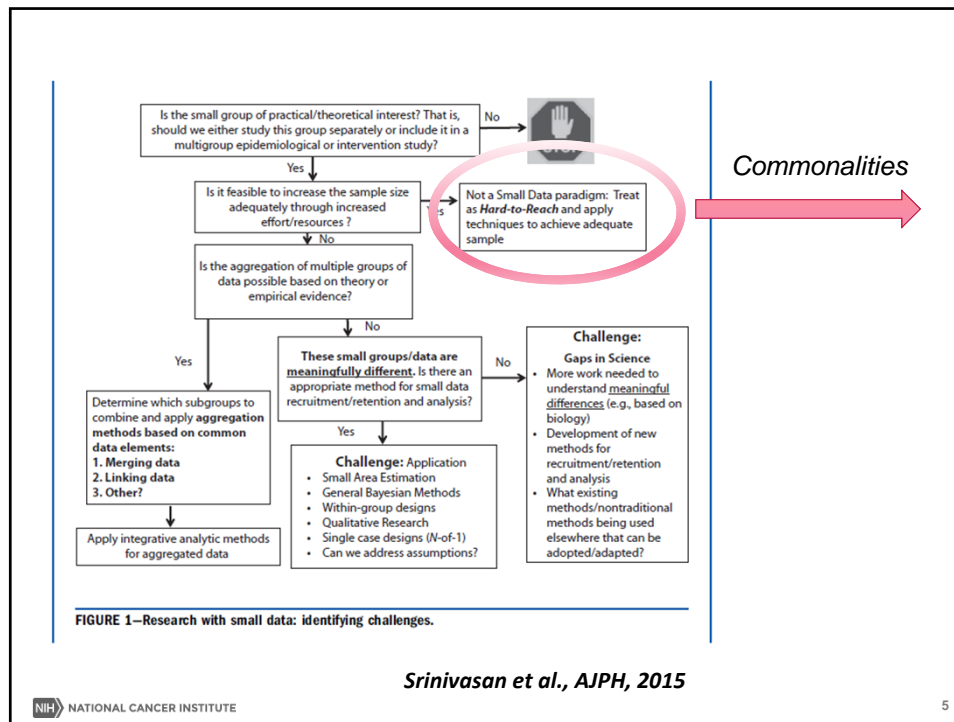 Is the small group of practical/theoretical interest? That is,
should we either study this group separately or include it in a
multigroup epidemiological or intervention study?
No
STOP
Yes
Is it feasible to increase the sample size
adequately through increased
effort/resources ?
Yes
Not a Small Data paradigm: Treat
as Hard-to-Reach and apply
techniques to achieve adequate
sample
Commonalities
No
Is the aggregation of multiple groups of
data possible based on theory or
empirical evidence?
Yes
No
Determine which subgroups to
combine and apply aggregation
methods based on common
data elements:
1. Merging data
2. Linking data
3. Other?
Apply integrative analytic methods
for aggregated data
These small groups/data are
meaningfully different. Is there an
appropriate method for small data
recruitment/retention and analysis?
No
Yes
Challenge: Application
• Small Area Estimation
• General Bayesian Methods
• Within-group designs
• Qualitative Research
• Single case designs (N-of-1)
• Can we address assumptions?
Challenge:
Gaps in Science
• More work needed to
understand meaningful
differences (e.g., based on
biology)
• Development of new
methods for
recruitment/retention
and analysis
• What existing
methods/nontraditional
methods being used
elsewhere that can be
adopted/adapted?
FIGURE 1—Research with small data: identifying challenges.
Srinivasan et al., AJPH, 2015
NIH NATIONAL CANCER INSTITUTE
5